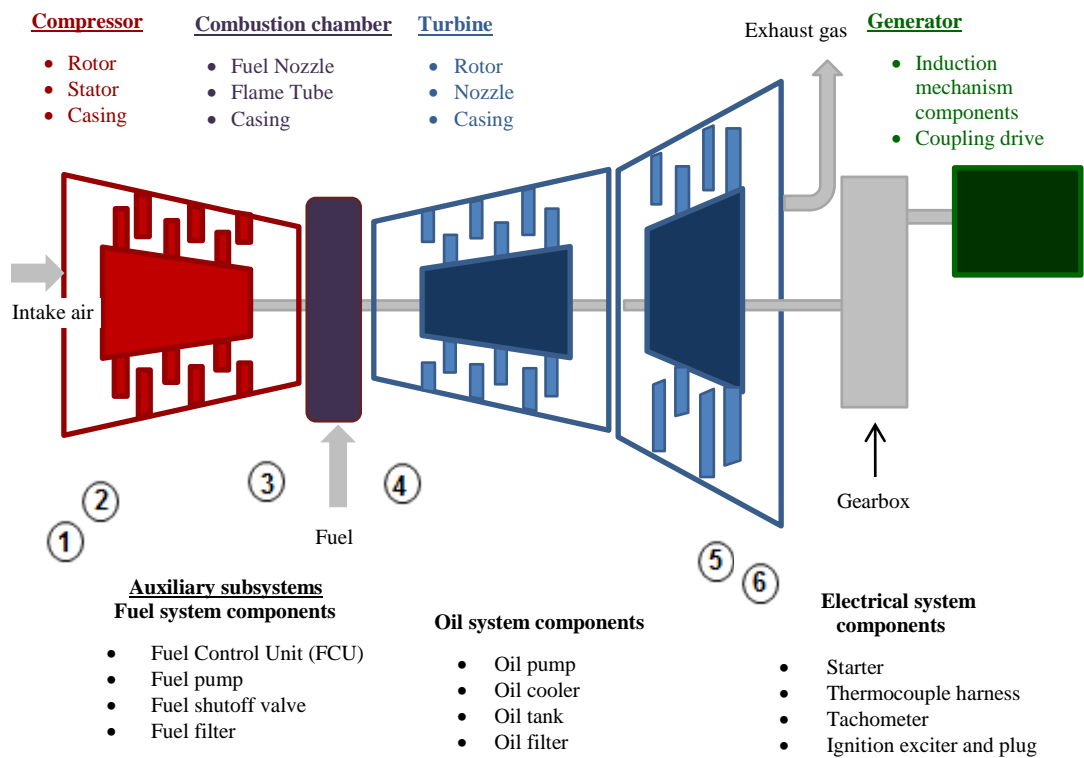 Compressor
• Rotor
• Stator
• Casing
Combustion chamber
• Fuel Nozzle
• Flame Tube
• Casing
Turbine
• Rotor
• Nozzle
• Casing
Exhaust gas
Generator
• Induction
mechanism
components
• Coupling drive
Intake air
Fuel
Gearbox
1
2
3
4
5
6
Auxiliary subsystems
Fuel system components
• Fuel Control Unit (FCU)
• Fuel pump
• Fuel shutoff valve
• Fuel filter
Oil system components
• Oil pump
• Oil cooler
• Oil tank
• Oil filter
Electrical system
components
• Starter
• Thermocouple harness
• Tachometer
• Ignition exciter and plug